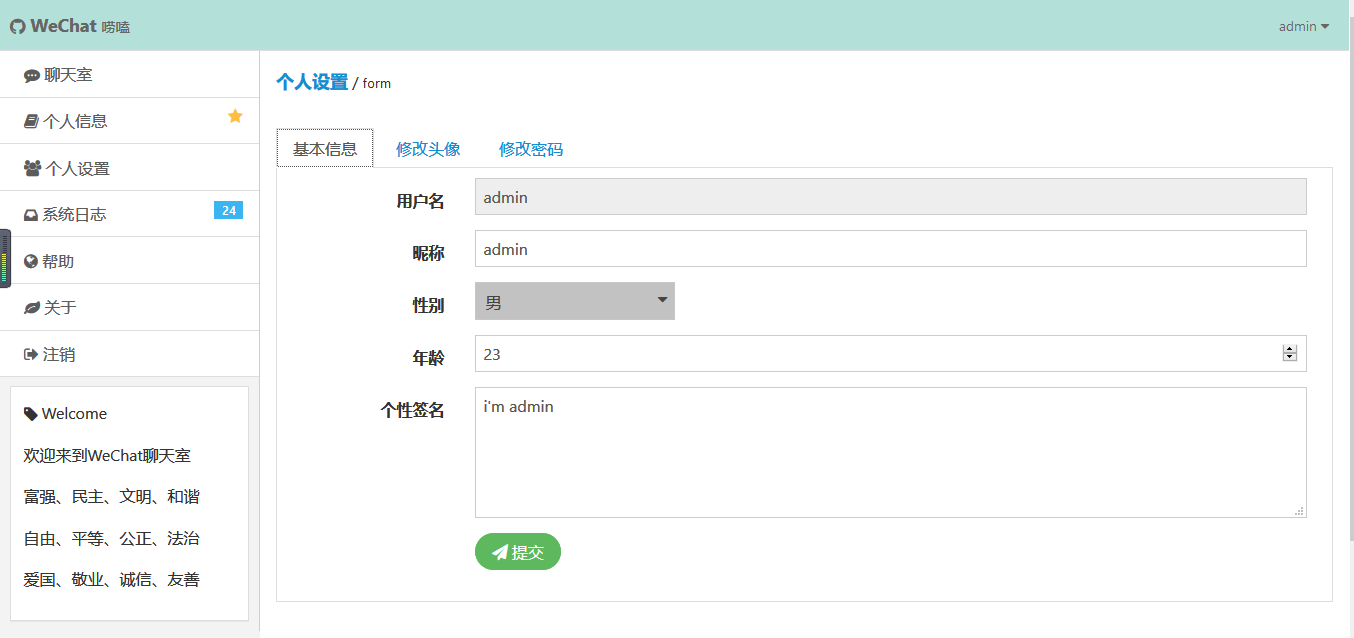 WeChat 唠嗑
admin
聊天室
个人信息
个人设置
系统日志 24
帮助
关于
注销
Welcome
欢迎来到WeChat聊天室
富强、民主、文明、和谐
自由、平等、公正、法治
爱国、敬业、诚信、友善
个人设置 / form
基本信息 修改头像 修改密码
用户名 admin
昵称 admin
性别 男
年龄 23
个性签名 i'm admin
提交